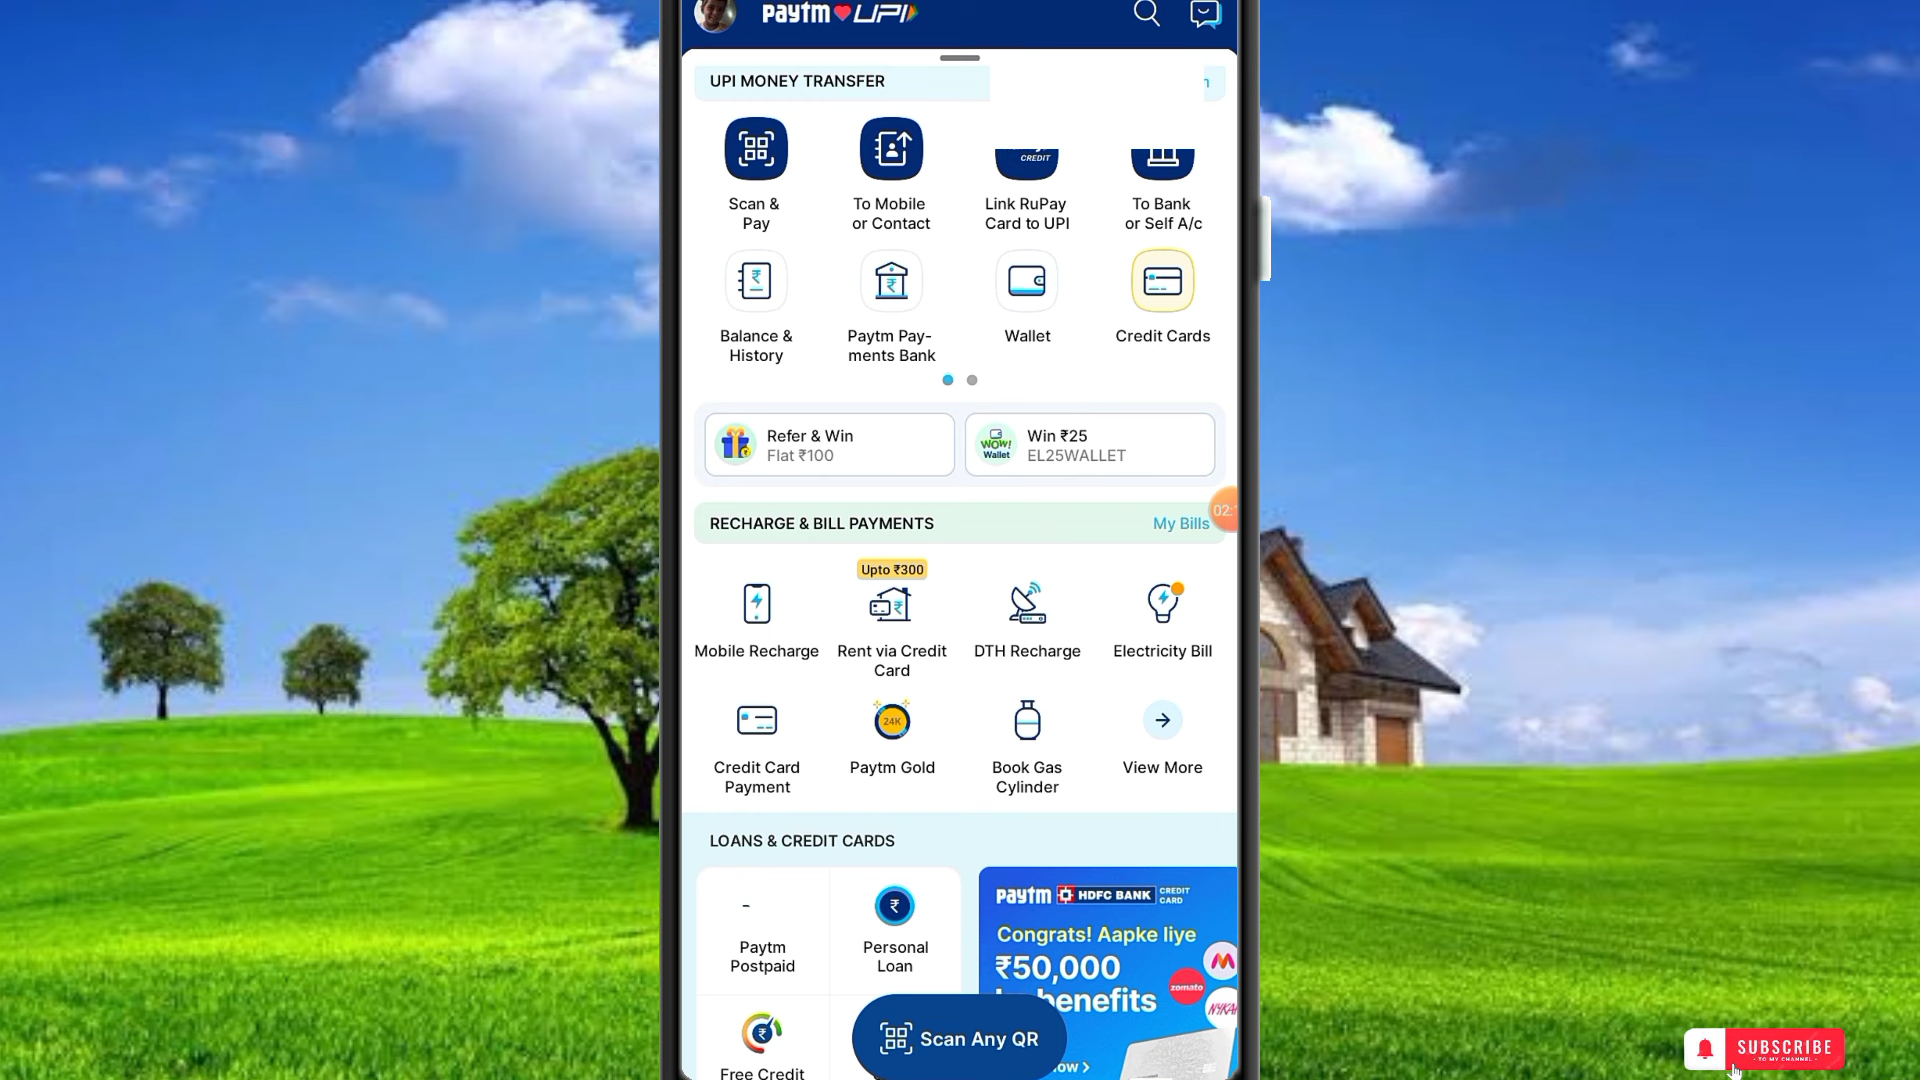 paytm UPI
UPI MONEY TRANSFER
CREDIT
Scan &
Pay
To Mobile
or Contact
Link RuPay
Card to UPI
To Bank
or Self A/c
Balance &
History
Paytm Pay-
ments Bank
Wallet
Credit Cards
Refer & Win
Flat ₹100
WOW!
Wallet
Win ₹25
EL25WALLET
RECHARGE & BILL PAYMENTS
My Bills
02:
Upto ₹300
Mobile Recharge
Rent via Credit
Card
DTH Recharge
Electricity Bill
24K
Credit Card
Payment
Paytm Gold
Book Gas
Cylinder
View More
LOANS & CREDIT CARDS
-
Paytm
Postpaid
₹
Personal
Loan
paytm HDFC BANK CREDIT
CARD
Congrats! Aapke liye
₹50,000
benefits
zomato
Scan Any QR
Free Credit
SUBSCRIBE
- TO MY CHANNEL -